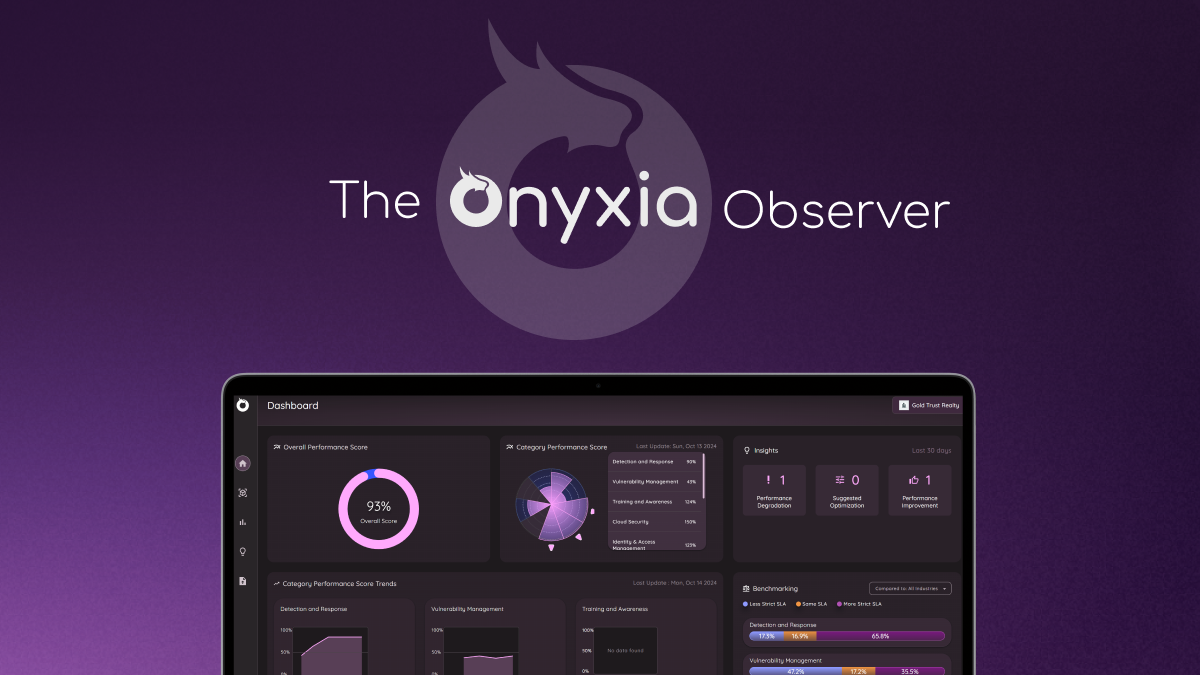 The Onyxia Observer
Dashboard
Gold Trust Realty
Overall Performance Score
93%
Overall Score
Category Performance Score
Last Update: Sun, Oct 13 2024
Detection and Response 90%
Vulnerability Management 43%
Training and Awareness 124%
Cloud Security 150%
Identity & Access
Management 125%
Insights
Last 30 days
1
Performance
Degradation
0
Suggested
Optimization
1
Performance
Improvement
Category Performance Score Trends
Last Update : Mon, Oct 14 2024
Detection and Response
100%
50%
0%
Vulnerability Management
100%
50%
0%
Training and Awareness
100%
50%
0%
No data found
Benchmarking
Compared to: All Industries
Less Strict SLA
Same SLA
More Strict SLA
Detection and Response
17.3% 16.9% 65.8%
Vulnerability Management
47.2% 17.2% 35.5%